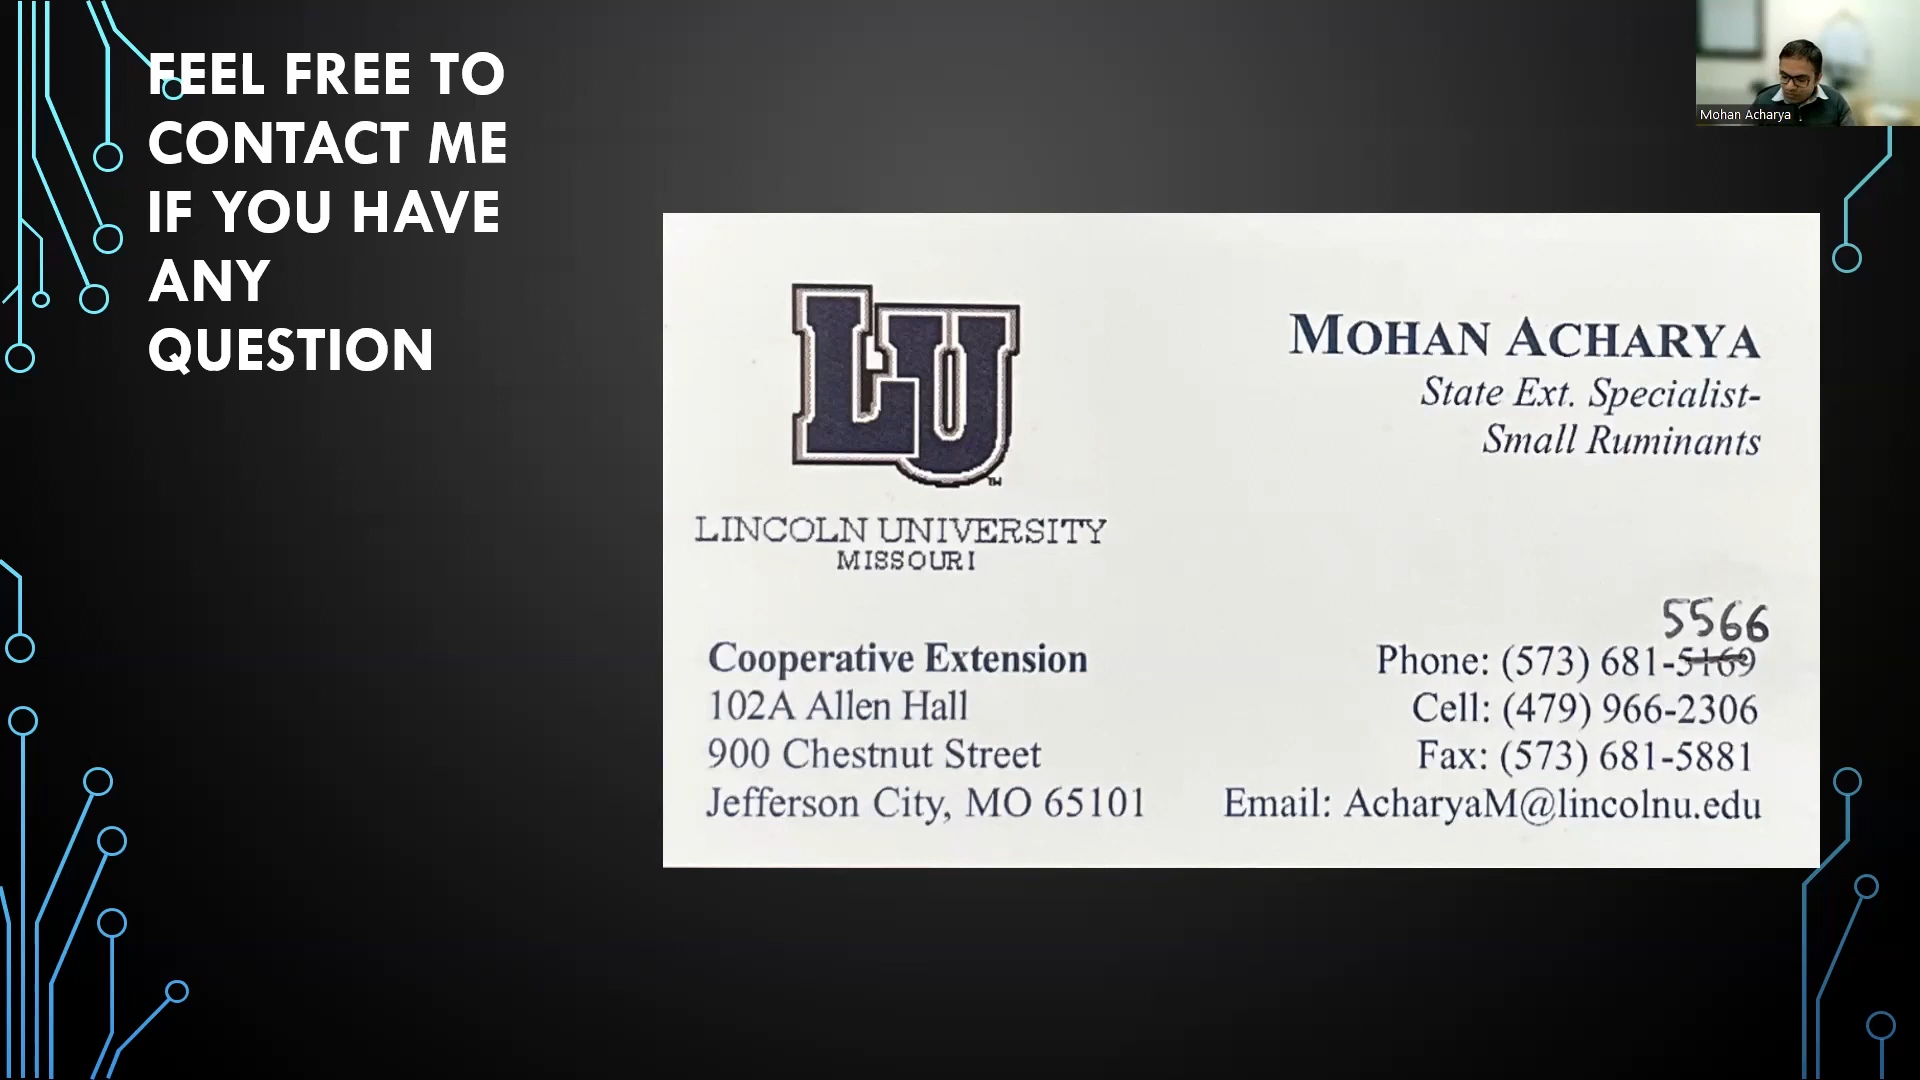 FEEL FREE TO
CONTACT ME
IF YOU HAVE
ANY
QUESTION
Mohan Acharya
LU
TM
LINCOLN UNIVERSITY
MISSOURI
MOHAN ACHARYA
State Ext. Specialist-
Small Ruminants
Cooperative Extension
102A Allen Hall
900 Chestnut Street
Jefferson City, MO 65101
5566
Phone: (573) 681-5169
Cell: (479) 966-2306
Fax: (573) 681-5881
Email: AcharyaM@lincolnu.edu